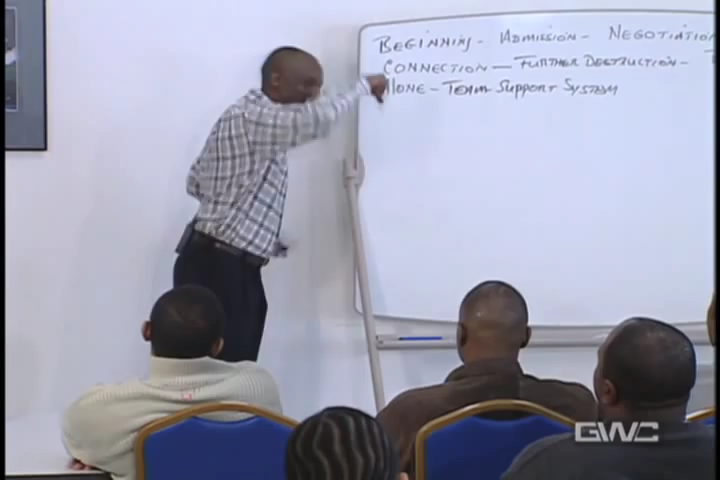 BEGINNING - ADMISSION - NEGOTIATION
CONNECTION - FURTHER DESTRUCTION -
ALONE - TEAM SUPPORT SYSTEM
GWC